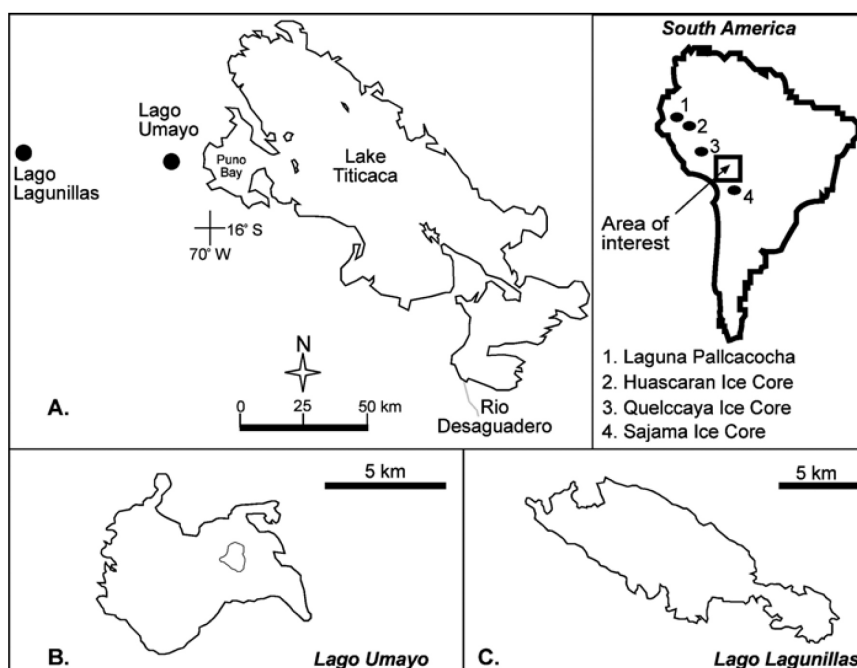 Lago
Umayo
Lago
Lagunillas
Puno
Bay
Lake
Titicaca
16° S
70° W
N
0 25 50 km
Rio
Desaguadero
A.
South America
1
2
3
4
Area of
interest
1. Laguna Pallcacocha
2. Huascaran Ice Core
3. Quelccaya Ice Core
4. Sajama Ice Core
5 km
B.
Lago Umayo
5 km
C.
Lago Lagunillas